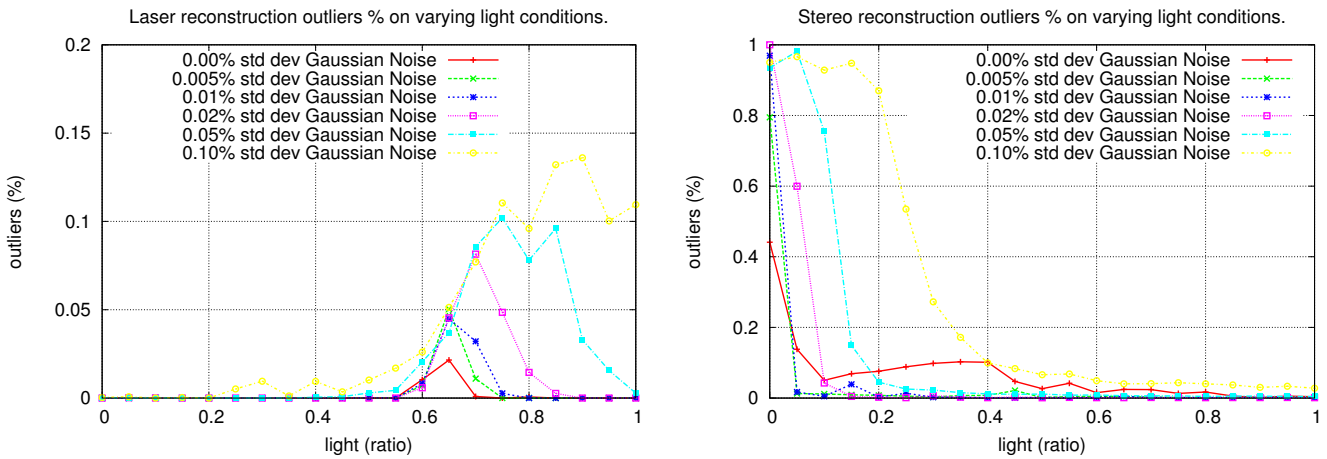 Laser reconstruction outliers % on varying light conditions.
0.2
0.15
0.1
0.05
0
outliers (%)
0.00% std dev Gaussian Noise
0.005% std dev Gaussian Noise
0.01% std dev Gaussian Noise
0.02% std dev Gaussian Noise
0.05% std dev Gaussian Noise
0.10% std dev Gaussian Noise
0 0.2 0.4 0.6 0.8 1
light (ratio)
Stereo reconstruction outliers % on varying light conditions.
1
0.8
0.6
0.4
0.2
0
outliers (%)
0.00% std dev Gaussian Noise
0.005% std dev Gaussian Noise
0.01% std dev Gaussian Noise
0.02% std dev Gaussian Noise
0.05% std dev Gaussian Noise
0.10% std dev Gaussian Noise
0 0.2 0.4 0.6 0.8 1
light (ratio)